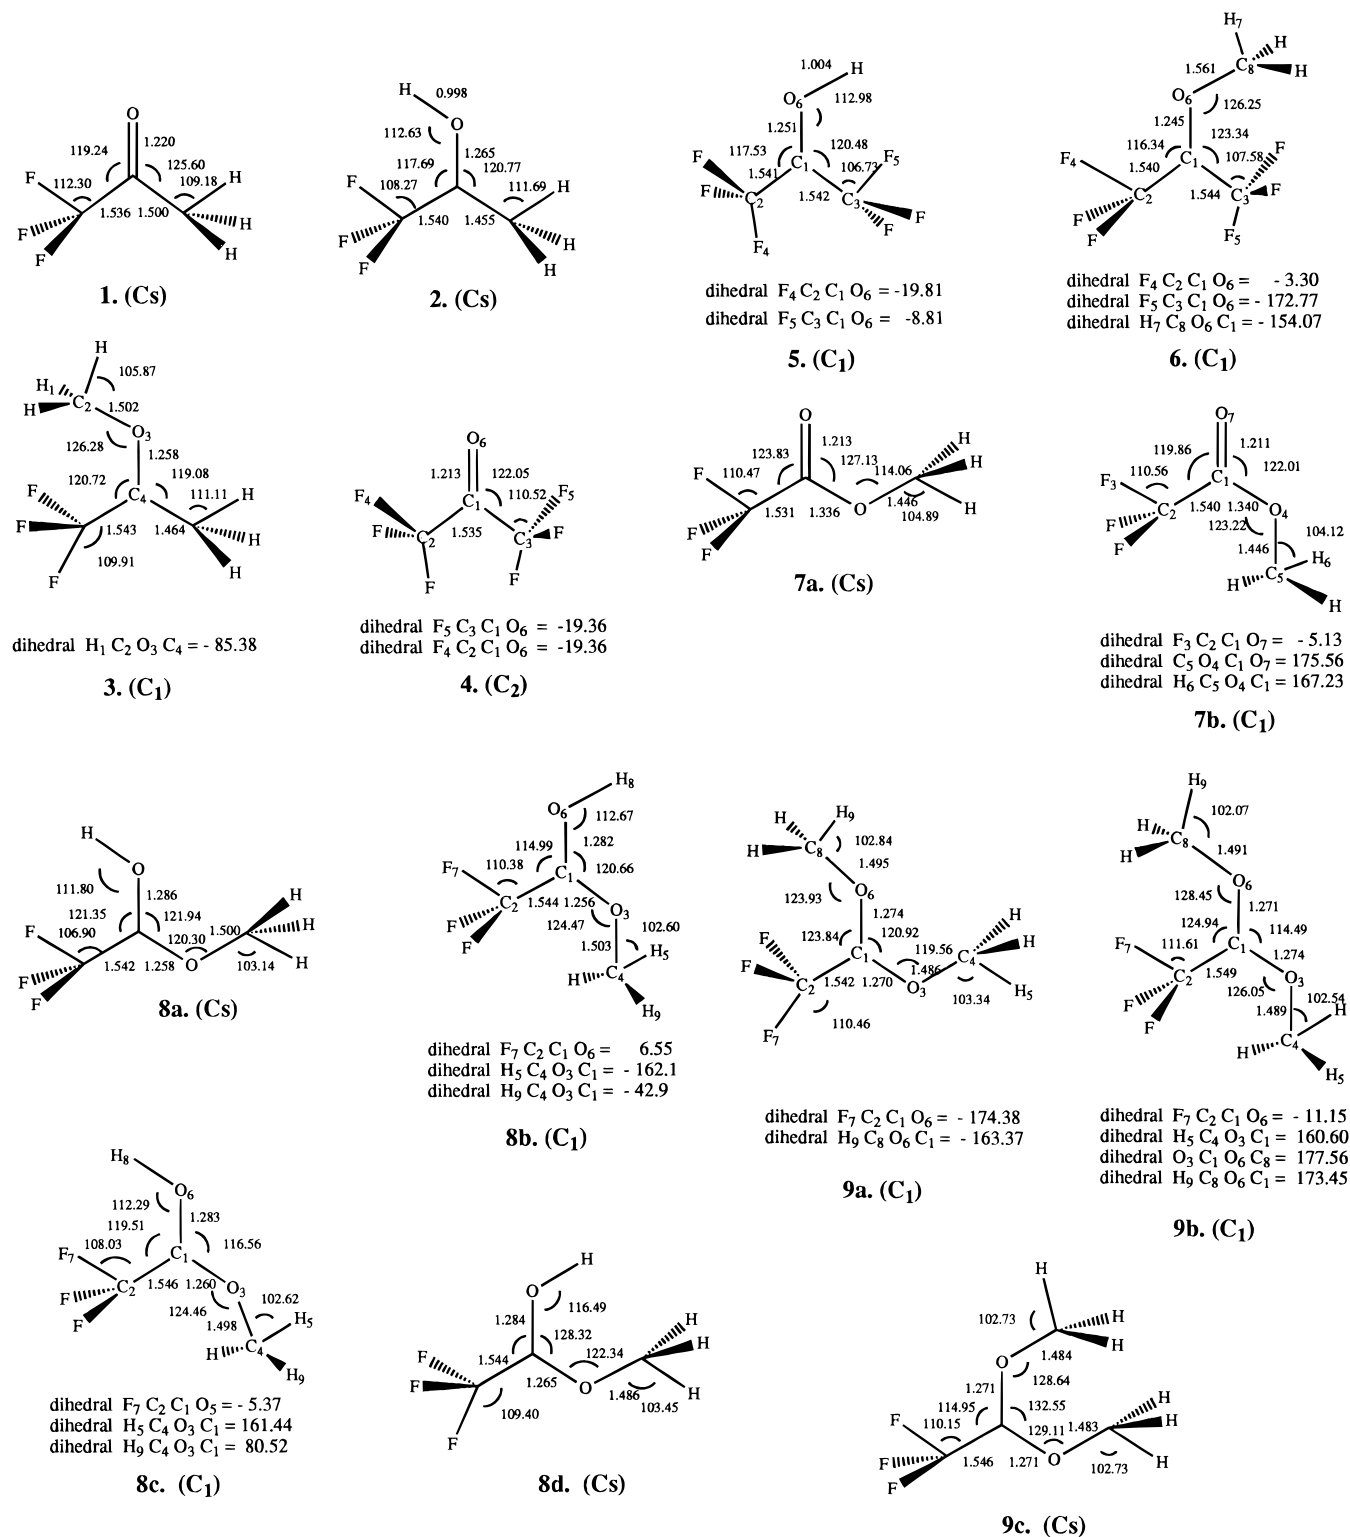 O
1.220
119.24
125.60
109.18
112.30
F
F
F
1.536 1.500
H
H
H
1. (Cs)
H
0.998
O
112.63
1.265
117.69
120.77
108.27
111.69
F
F
F
1.540
1.455
H
H
H
2. (Cs)
1.004
H
O6
112.98
1.251
117.53
120.48
F
F5
106.73
1.541
C1
1.542
F
C2
C3
F
F
F4
dihedral F4 C2 C1 O6 = -19.81
dihedral F5 C3 C1 O6 = -8.81
5. (C1)
H7
H
1.561
C8
H
O6
126.25
1.245
116.34
123.34
F4
C1
107.58
F
1.540
1.544
C2
C3
F
F
F
F5
dihedral F4 C2 C1 O6 = - 3.30
dihedral F5 C3 C1 O6 = - 172.77
dihedral H7 C8 O6 C1 = - 154.07
6. (C1)
H
105.87
H1
H
C2
1.502
O3
126.28
1.258
120.72
119.08
F
C4
111.11
H
F
1.543
1.464
H
109.91
H
F
dihedral H1 C2 O3 C4 = - 85.38
3. (C1)
O6
1.213
122.05
F4
C1
110.52
F5
F
C2
1.535
C3
F
F
F
dihedral F5 C3 C1 O6 = -19.36
dihedral F4 C2 C1 O6 = -19.36
4. (C2)
O
1.213
123.83
127.13
H
F
110.47
114.06
H
1.446
H
F
1.531
1.336
O
104.89
F
7a. (Cs)
O7
119.86
1.211
110.56
122.01
F3
C1
F
C2
1.540 1.340
O4
F
123.22
104.12
1.446
H6
H
C5
H
dihedral F3 C2 C1 O7 = - 5.13
dihedral C5 O4 C1 O7 = 175.56
dihedral H6 C5 O4 C1 = 167.23
7b. (C1)
H
O
111.80
1.286
121.35
121.94
H
106.90
F
120.30
1.500
H
F
1.542
1.258
O
103.14
H
F
8a. (Cs)
H8
O6
112.67
114.99
1.282
110.38
120.66
F7
C1
C2
1.544 1.256
O3
F
124.47
102.60
F
1.503
H5
H
C4
H9
dihedral F7 C2 C1 O6 = 6.55
dihedral H5 C4 O3 C1 = - 162.1
dihedral H9 C4 O3 C1 = - 42.9
8b. (C1)
H9
H
102.84
H
C8
1.495
O6
123.93
1.274
H
123.84
120.92
119.56
H
F
C1
C4
F
1.486
C2
1.542 1.270
O3
103.34
H5
110.46
F7
dihedral F7 C2 C1 O6 = - 174.38
dihedral H9 C8 O6 C1 = - 163.37
9a. (C1)
H9
102.07
H
C8
H
1.491
O6
128.45
1.271
124.94
114.49
F7
111.61
C1
1.274
C2
1.549
O3
F
126.05
102.54
F
1.489
H
H
C4
H5
dihedral F7 C2 C1 O6 = - 11.15
dihedral H5 C4 O3 C1 = 160.60
dihedral O3 C1 O6 C8 = 177.56
dihedral H9 C8 O6 C1 = 173.45
9b. (C1)
H8
O6
112.29
1.283
119.51
108.03
116.56
F7
C1
F
C2
1.546 1.260
O3
F
124.46
102.62
1.498
H5
H
C4
H9
dihedral F7 C2 C1 O5 = - 5.37
dihedral H5 C4 O3 C1 = 161.44
dihedral H9 C4 O3 C1 = 80.52
8c. (C1)
H
O
116.49
1.284
128.32
H
F
1.544
122.34
H
F
1.265
O
1.486
H
109.40
103.45
F
8d. (Cs)
H
102.73
H
H
1.484
O
128.64
1.271
114.95
132.55
H
F
110.15
129.11
1.483
H
F
1.546
1.271
O
H
F
102.73
9c. (Cs)